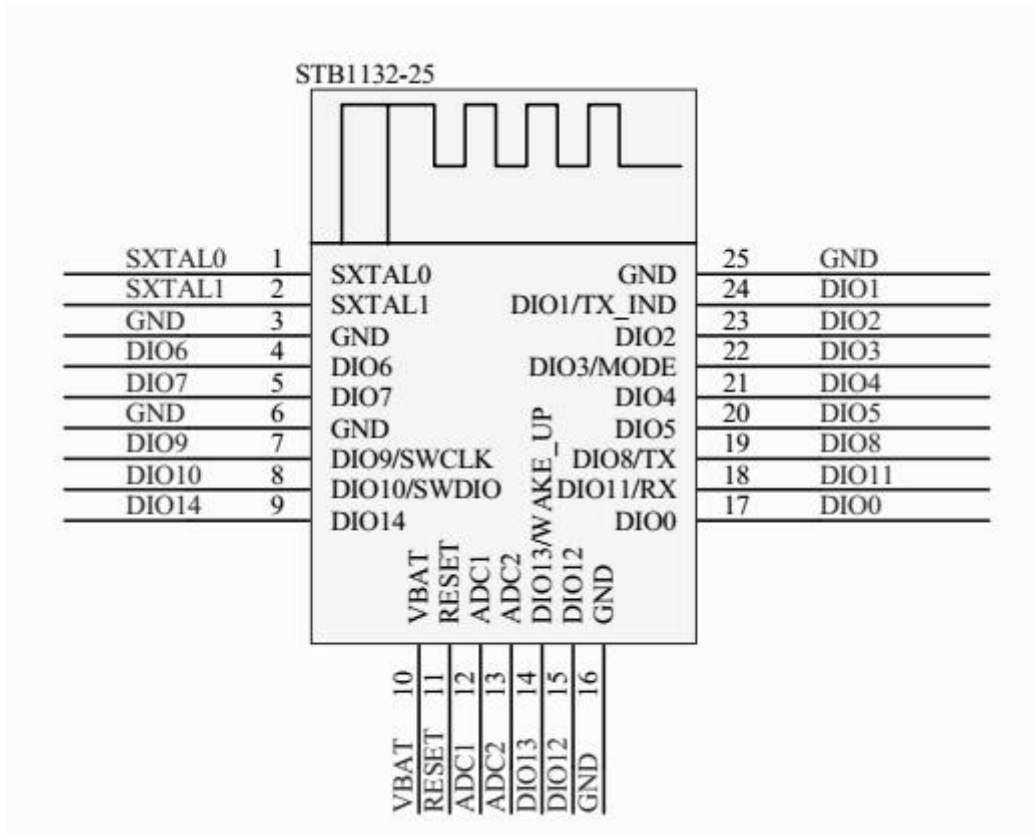 STB1132-25
SXTAL0 1 SXTAL0 GND 25 GND
SXTAL1 2 SXTAL1 DIO1/TX_IND 24 DIO1
GND 3 GND DIO2 23 DIO2
DIO6 4 DIO6 DIO3/MODE 22 DIO3
DIO7 5 DIO7 DIO4 21 DIO4
GND 6 GND DIO5 20 DIO5
DIO9 7 DIO9/SWCLK DIO8/TX 19 DIO8
DIO10 8 DIO10/SWDIO DIO11/RX 18 DIO11
DIO14 9 DIO14 DIO0 17 DIO0
VBAT 10 VBAT
RESET 11 RESET
ADC1 12 ADC1
ADC2 13 ADC2
DIO13/WAKE_UP 14 DIO13
DIO12 15 DIO12
GND 16 GND